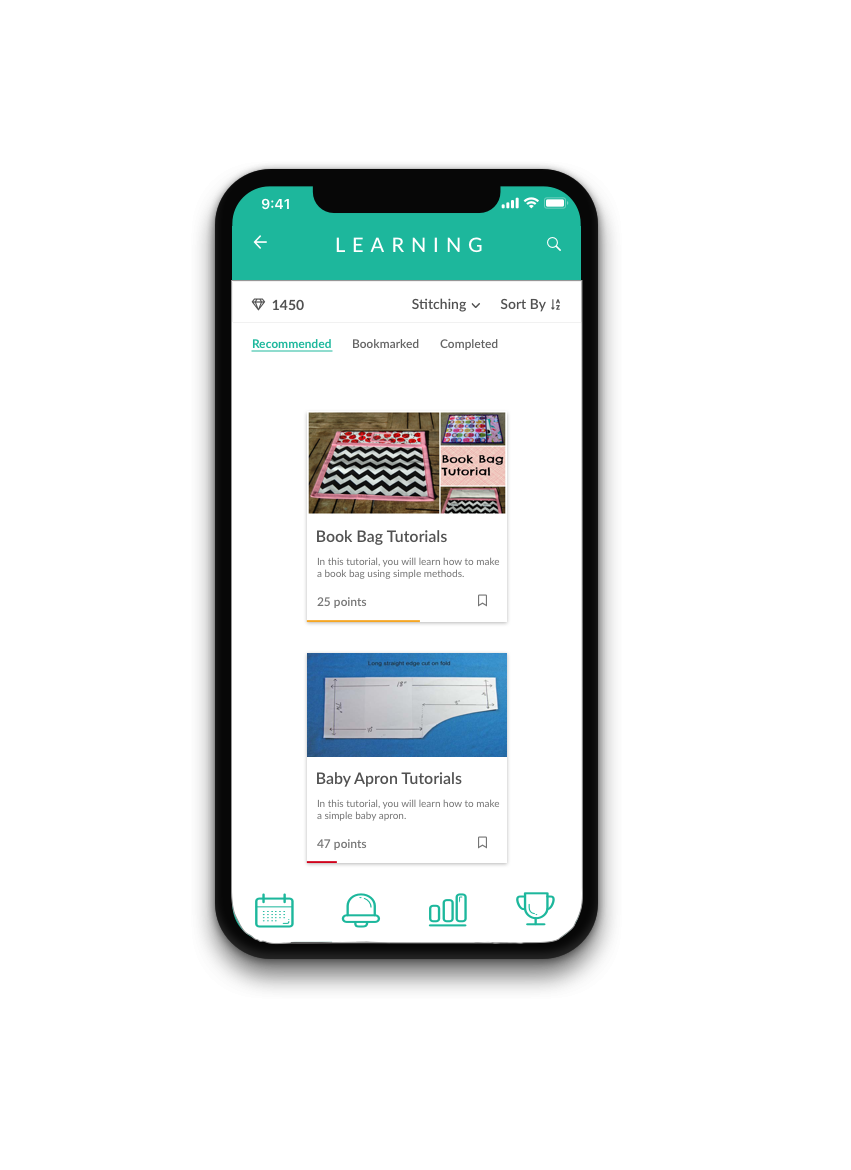 9:41
LEARNING
1450
Stitching
Sort By
Recommended
Bookmarked
Completed
Book Bag
Tutorial
Book Bag Tutorials
In this tutorial, you will learn how to make
a book bag using simple methods.
25 points
Long straight edge cut on fold
18"
Baby Apron Tutorials
In this tutorial, you will learn how to make
a simple baby apron.
47 points